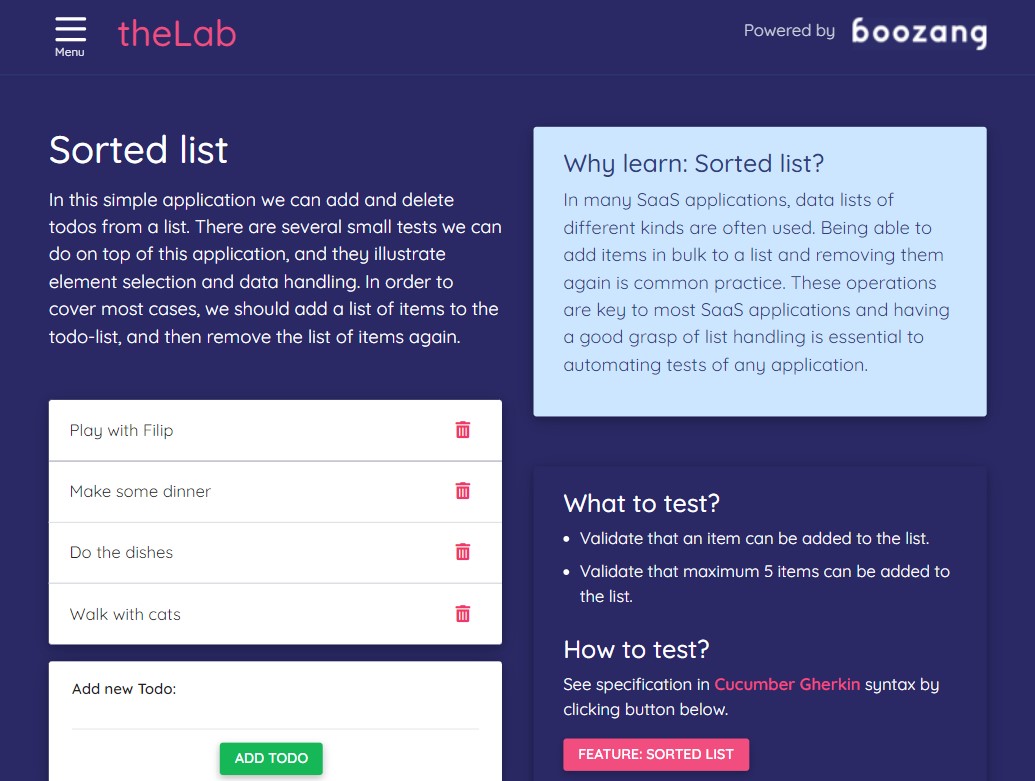 Menu
theLab
Powered by boozang
Sorted list
In this simple application we can add and delete
todos from a list. There are several small tests we can
do on top of this application, and they illustrate
element selection and data handling. In order to
cover most cases, we should add a list of items to the
todo-list, and then remove the list of items again.
Play with Filip
Make some dinner
Do the dishes
Walk with cats
Add new Todo:
ADD TODO
Why learn: Sorted list?
In many SaaS applications, data lists of
different kinds are often used. Being able to
add items in bulk to a list and removing them
again is common practice. These operations
are key to most SaaS applications and having
a good grasp of list handling is essential to
automating tests of any application.
What to test?
• Validate that an item can be added to the list.
• Validate that maximum 5 items can be added to
the list.
How to test?
See specification in Cucumber Gherkin syntax by
clicking button below.
FEATURE: SORTED LIST